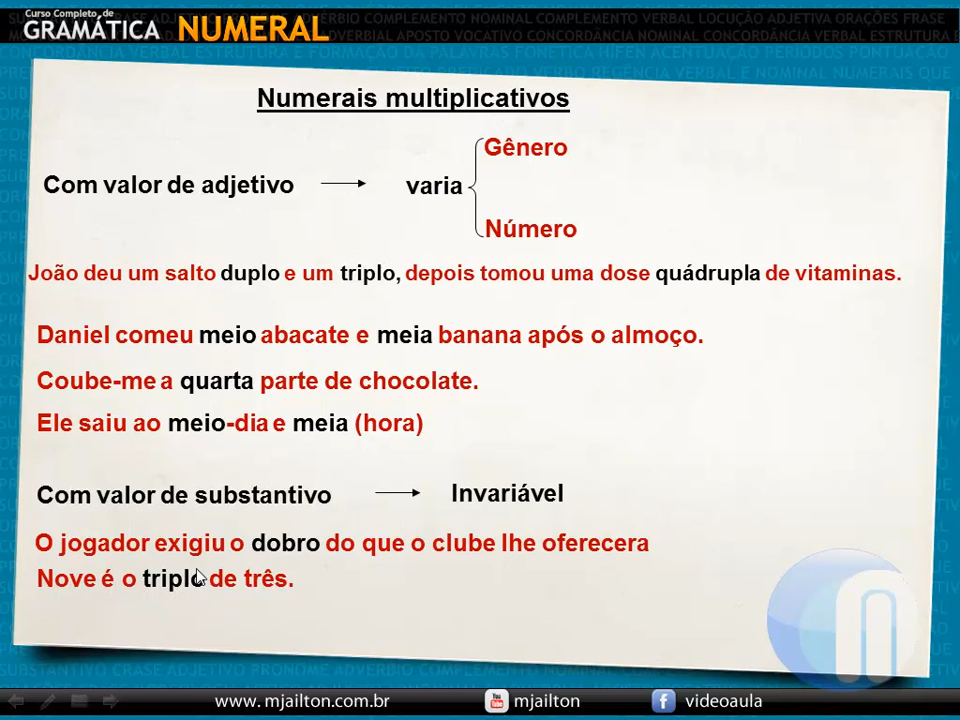 Curso Completo de
GRAMÁTICA NUMERAL
Numerais multiplicativos
Gênero
Com valor de adjetivo varia
Número
João deu um salto duplo e um triplo, depois tomou uma dose quádrupla de vitaminas.
Daniel comeu meio abacate e meia banana após o almoço.
Coube-me a quarta parte de chocolate.
Ele saiu ao meio-dia e meia (hora)
Com valor de substantivo Invariável
O jogador exigiu o dobro do que o clube lhe oferecera
Nove é o triplo de três.
www.mjailton.com.br You Tube mjailton f videoaula